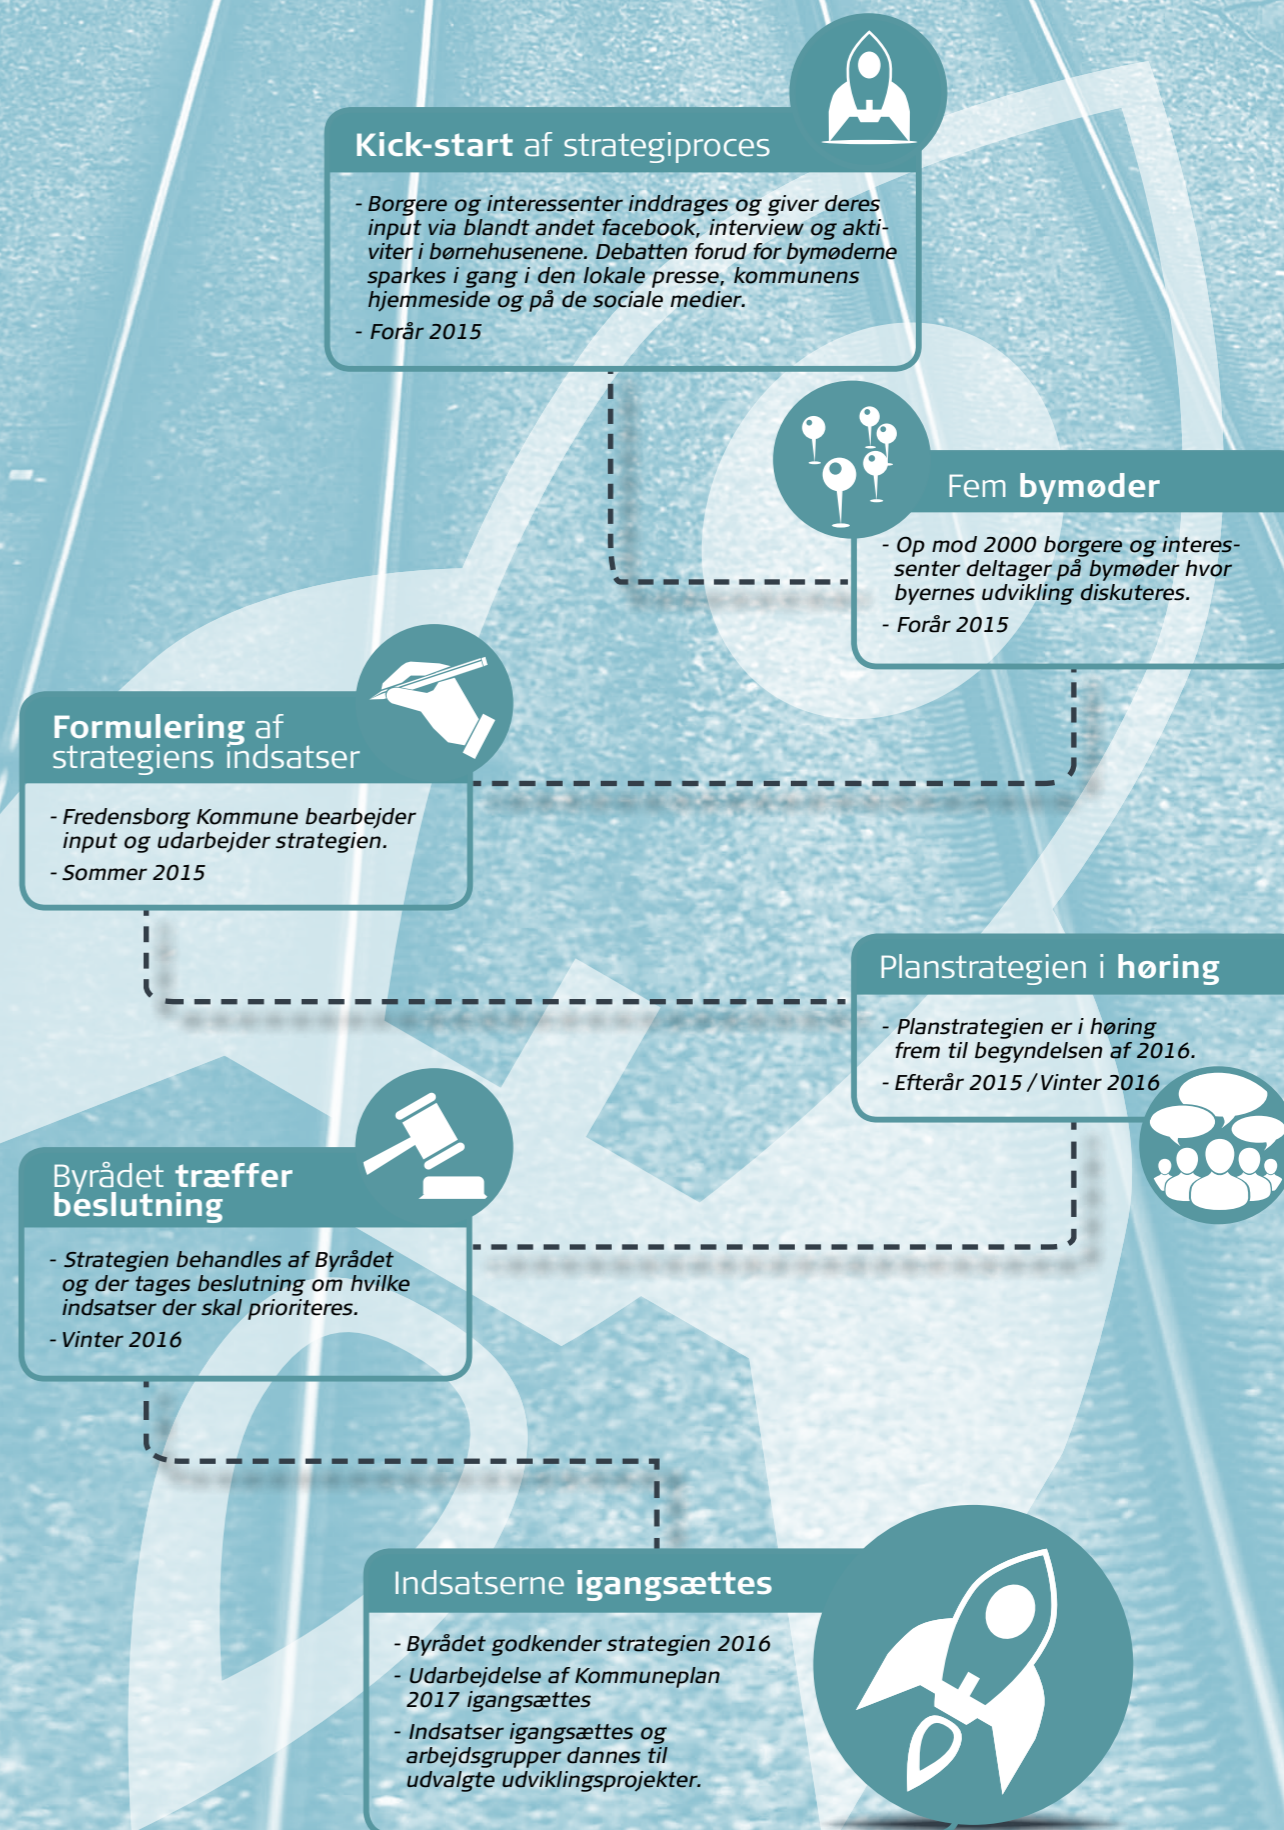 Kick-start af strategiproces
- Borgere og interessenter inddrages og giver deres
input via blandt andet facebook, interview og akti-
viter i børnehusenene. Debatten forud for bymøderne
sparkes i gang i den lokale presse, kommunens
hjemmeside og på de sociale medier.
- Forår 2015
Fem bymøder
- Op mod 2000 borgere og interes-
senter deltager på bymøder hvor
byernes udvikling diskuteres.
- Forår 2015
Formulering af
strategiens indsatser
- Fredensborg Kommune bearbejder
input og udarbejder strategien.
- Sommer 2015
Planstrategien i høring
- Planstrategien er i høring
frem til begyndelsen af 2016.
- Efterår 2015 / Vinter 2016
Byrådet træffer
beslutning
- Strategien behandles af Byrådet
og der tages beslutning om hvilke
indsatser der skal prioriteres.
- Vinter 2016
Indsatserne igangsættes
- Byrådet godkender strategien 2016
- Udarbejdelse af Kommuneplan
2017 igangsættes
- Indsatser igangsættes og
arbejdsgrupper dannes til
udvalgte udviklingsprojekter.